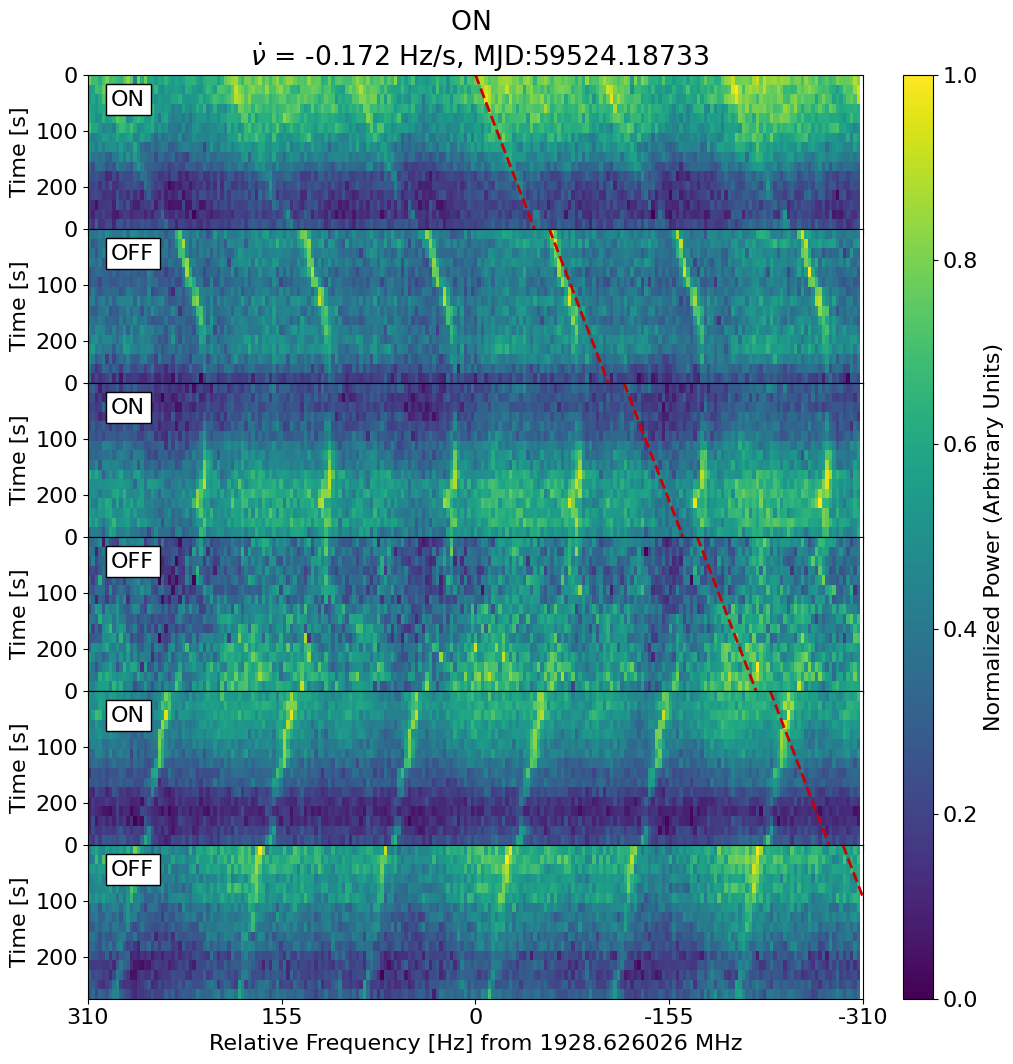 ON
ν̇ = -0.172 Hz/s, MJD:59524.18733
0
ON
100
200
Time [s]
0
OFF
100
200
Time [s]
0
ON
100
200
Time [s]
0
OFF
100
200
Time [s]
0
ON
100
200
Time [s]
0
OFF
100
200
Time [s]
310 155 0 -155 -310
Relative Frequency [Hz] from 1928.626026 MHz
1.0
0.8
0.6
0.4
0.2
0.0
Normalized Power (Arbitrary Units)